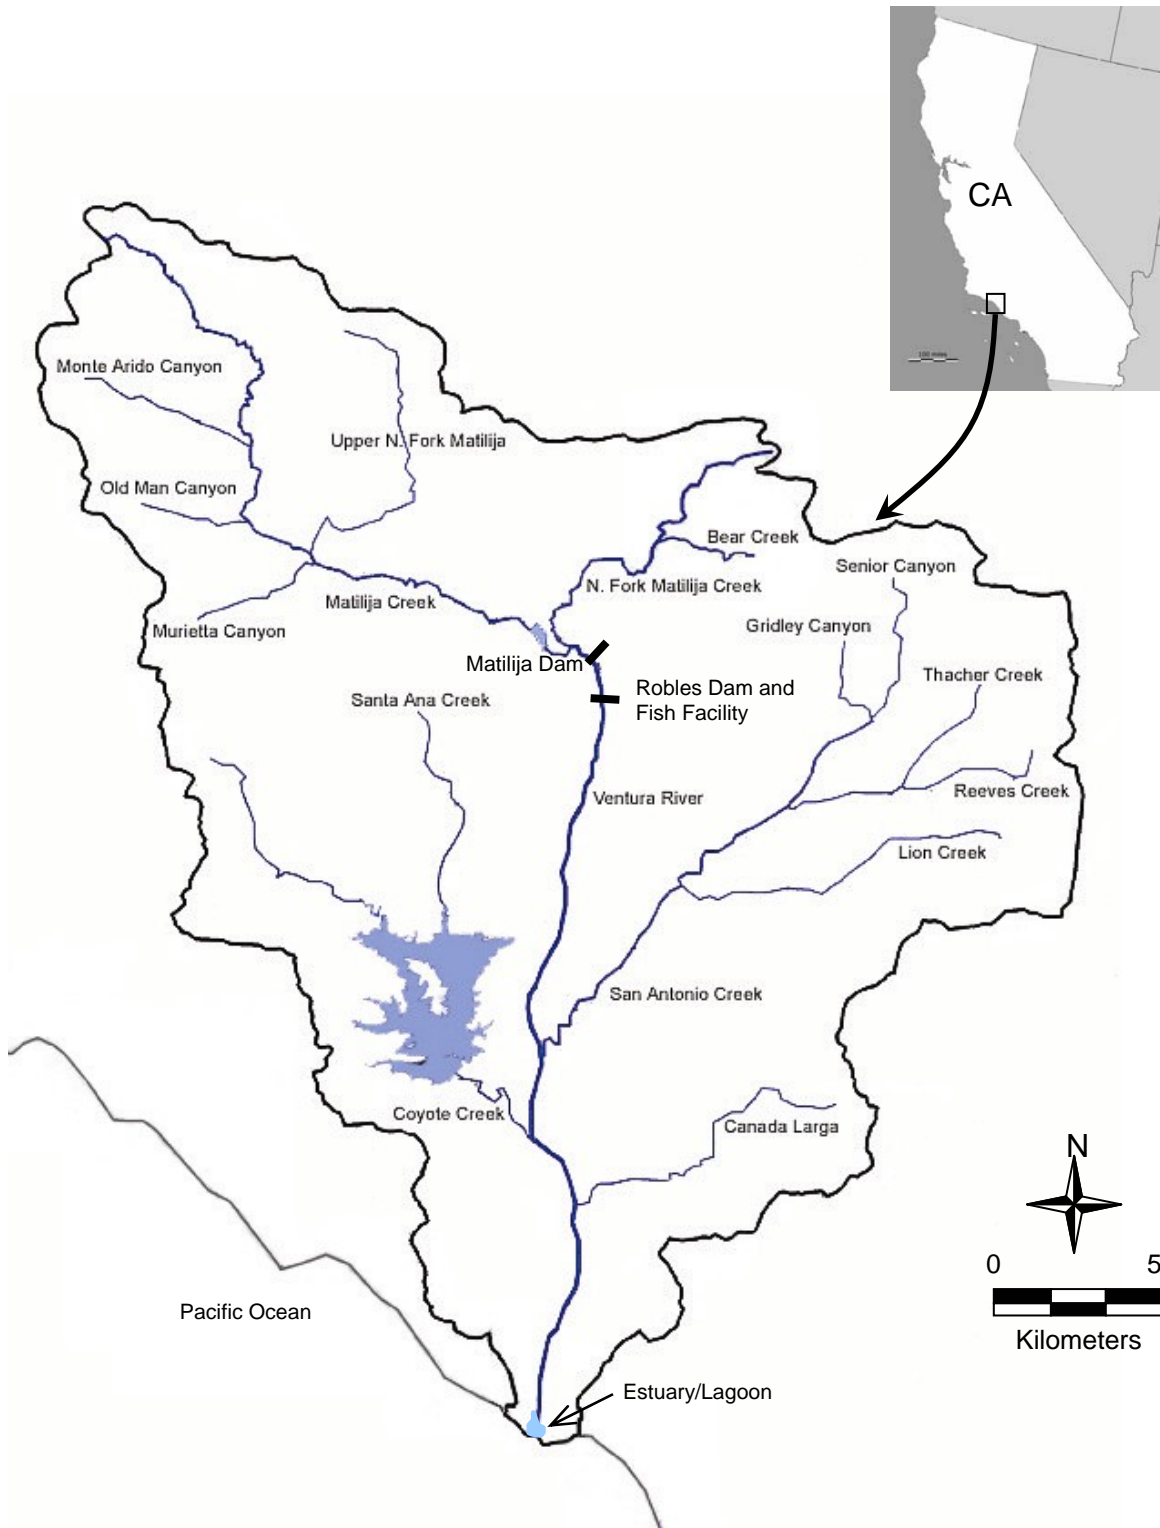 CA
100 miles
Monte Arido Canyon
Upper N. Fork Matilija
Old Man Canyon
Bear Creek
Senior Canyon
N. Fork Matilija Creek
Matilija Creek
Murietta Canyon
Gridley Canyon
Matilija Dam
Thacher Creek
Robles Dam and
Fish Facility
Santa Ana Creek
Ventura River
Reeves Creek
Lion Creek
San Antonio Creek
Coyote Creek
Canada Larga
N
0 5
Kilometers
Pacific Ocean
Estuary/Lagoon